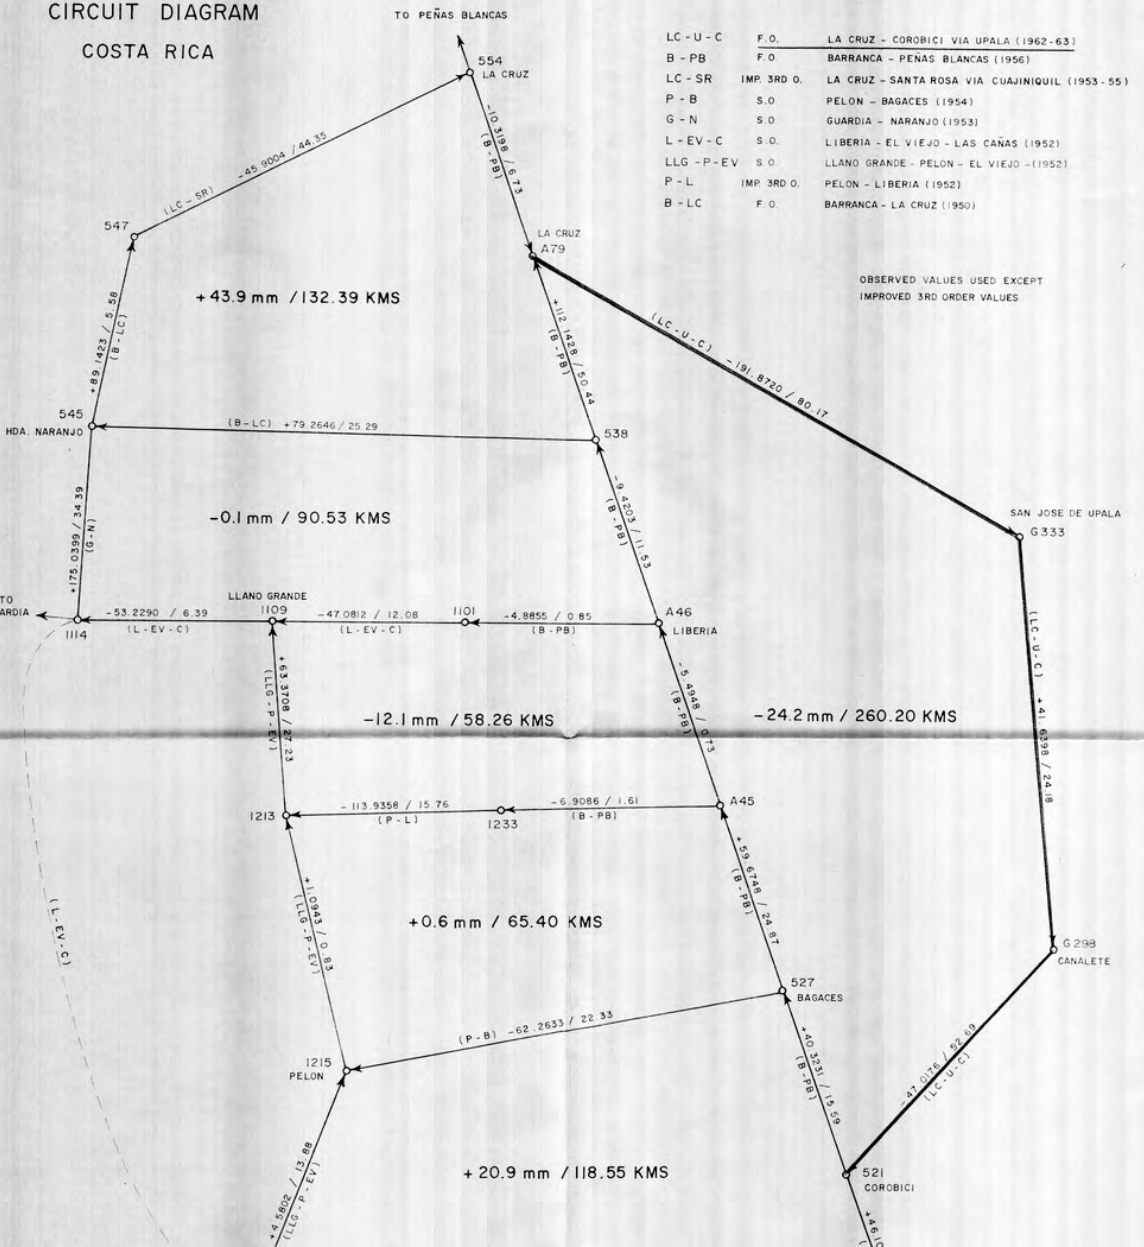 CIRCUIT DIAGRAM
COSTA RICA
TO PEÑAS BLANCAS
LC - U - C F.O. LA CRUZ - COROBICI VIA UPALA (1962-63)
B - PB F.O. BARRANCA - PEÑAS BLANCAS (1956)
LC - SR IMP. 3RD O. LA CRUZ - SANTA ROSA VIA CUAJINIQUIL (1953-55)
P - B S.O. PELON - BAGACES (1954)
G - N S.O GUARDIA - NARANJO (1953)
L - EV - C S.O. LIBERIA - EL VIEJO - LAS CAÑAS (1952)
LLG - P - EV S.O. LLANO GRANDE - PELON - EL VIEJO -(1952)
P - L IMP. 3RD O. PELON - LIBERIA (1952)
B - LC F.O. BARRANCA - LA CRUZ (1950)
OBSERVED VALUES USED EXCEPT
IMPROVED 3RD ORDER VALUES
554
LA CRUZ
-45.9004 / 44.35
(LC - SR)
-10.3198 / 6.73
(B - PB)
547
LA CRUZ
A79
+43.9 mm / 132.39 KMS
+89.1423 / 5.58
(B - LC)
+112.1428 / 50.44
(B - PB)
(LC - U - C) -191.8720 / 80.17
545
HDA. NARANJO
(B - LC) +79.2646 / 25.29
538
-0.1 mm / 90.53 KMS
+175.0399 / 34.39
(G - N)
-9.4203 / 11.53
(B - PB)
SAN JOSE DE UPALA
G333
TO
ARDIA
1114
-53.2290 / 6.39
(L - EV - C)
LLANO GRANDE
1109
-47.0812 / 12.08
(L - EV - C)
1101
-4.8855 / 0.85
(B - PB)
A46
LIBERIA
+63.3708 / 27.23
(LLG - P - EV)
-12.1 mm / 58.26 KMS
-5.4948 / 0.73
(B - PB)
-24.2 mm / 260.20 KMS
(LC - U - C) +41.6398 / 24.18
1213
-113.9358 / 15.76
(P - L)
1233
-6.9086 / 1.61
(B - PB)
A45
+1.0943 / 0.83
(LLG - P - EV)
+0.6 mm / 65.40 KMS
+59.6748 / 24.87
(B - PB)
(L - EV - C)
G298
CANALETE
527
BAGACES
(P - B) -62.2633 / 22.33
1215
PELON
+40.3231 / 15.59
(B - PB)
-47.0176 / 52.69
(LC - U - C)
+4.5802 / 13.88
(LLG - P - EV)
+20.9 mm / 118.55 KMS
521
COROBICI